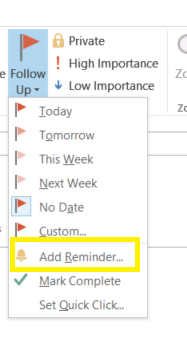 Private
High Importance
Low Importance
Follow
Up
Today
Tomorrow
This Week
Next Week
No Date
Custom...
Add Reminder...
Mark Complete
Set Quick Click...